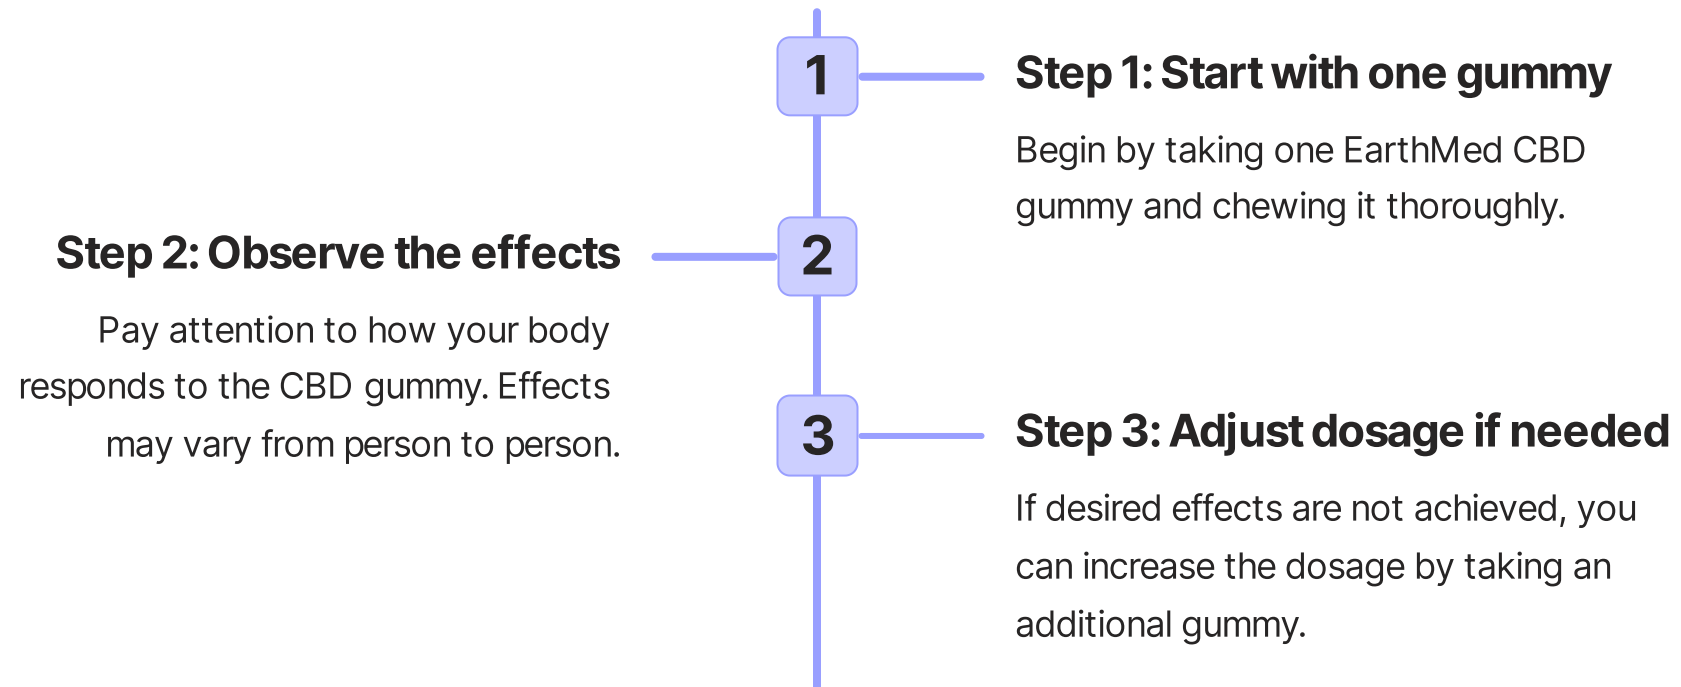 1
Step 1: Start with one gummy
Begin by taking one EarthMed CBD
gummy and chewing it thoroughly.
2
Step 2: Observe the effects
Pay attention to how your body
responds to the CBD gummy. Effects
may vary from person to person.
3
Step 3: Adjust dosage if needed
If desired effects are not achieved, you
can increase the dosage by taking an
additional gummy.